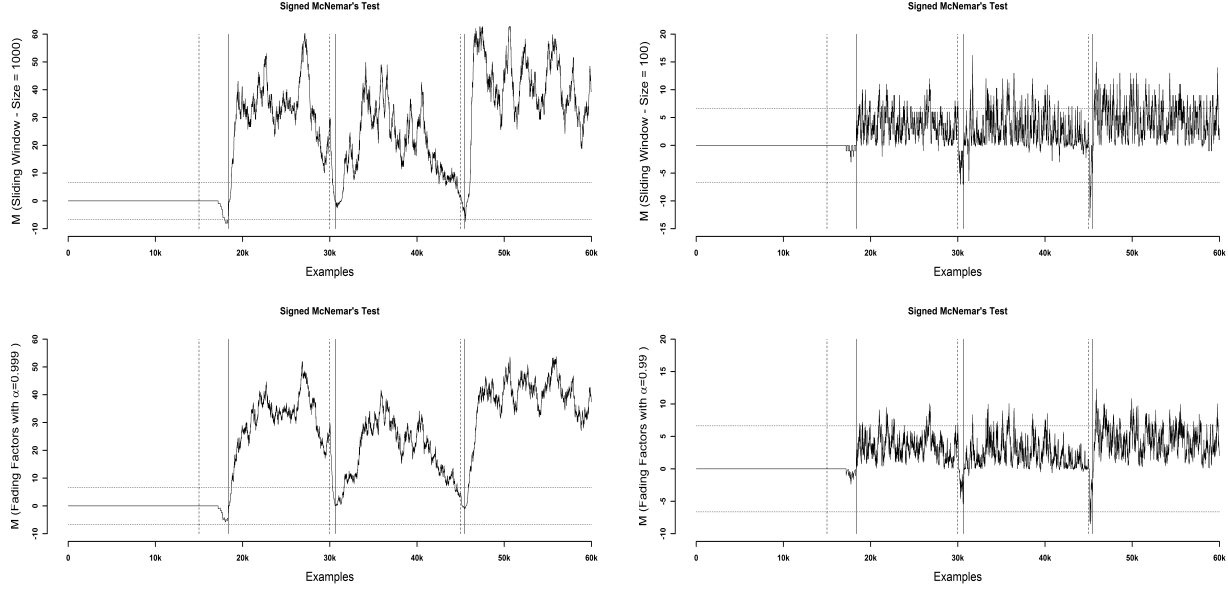 Signed McNemar's Test
M (Sliding Window - Size = 1000)
60
50
40
30
20
10
0
-10
0 10k 20k 30k 40k 50k 60k
Examples
Signed McNemar's Test
M (Sliding Window - Size = 100)
20
15
10
5
0
-5
-10
-15
0 10k 20k 30k 40k 50k 60k
Examples
Signed McNemar's Test
M (Fading Factors with α=0.999 )
60
50
40
30
20
10
0
-10
0 10k 20k 30k 40k 50k 60k
Examples
Signed McNemar's Test
M (Fading Factors with α=0.99 )
20
15
10
5
0
-5
-10
0 10k 20k 30k 40k 50k 60k
Examples